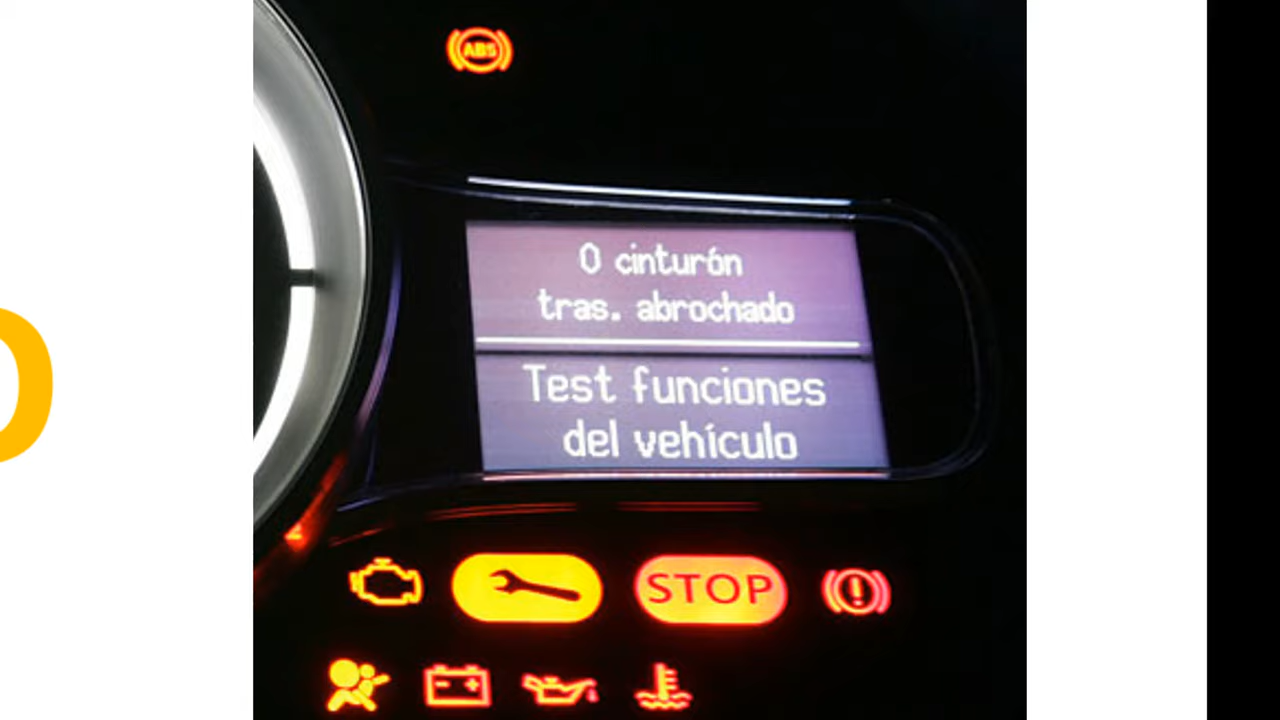 ABS
0 cinturón
tras. abrochado
Test funciones
del vehículo
STOP